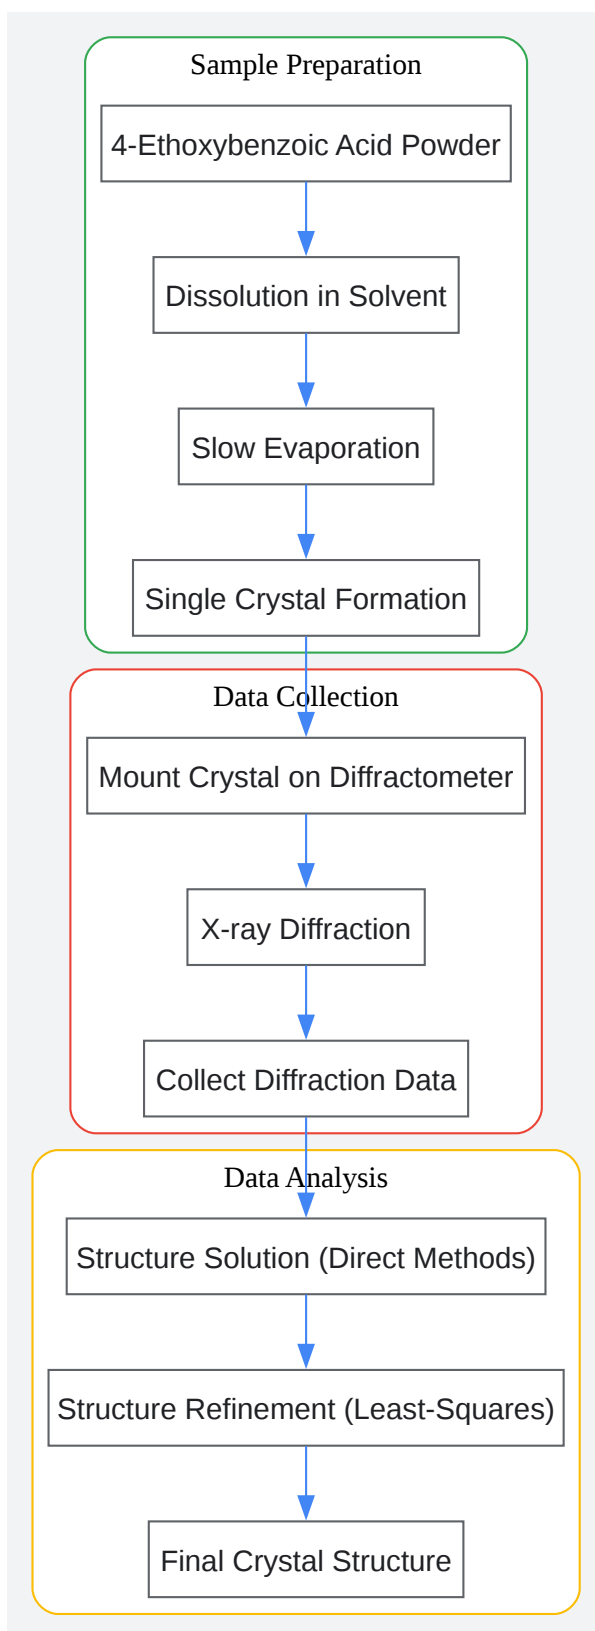 Sample Preparation
4-Ethoxybenzoic Acid Powder
Dissolution in Solvent
Slow Evaporation
Single Crystal Formation
Data Collection
Mount Crystal on Diffractometer
X-ray Diffraction
Collect Diffraction Data
Data Analysis
Structure Solution (Direct Methods)
Structure Refinement (Least-Squares)
Final Crystal Structure